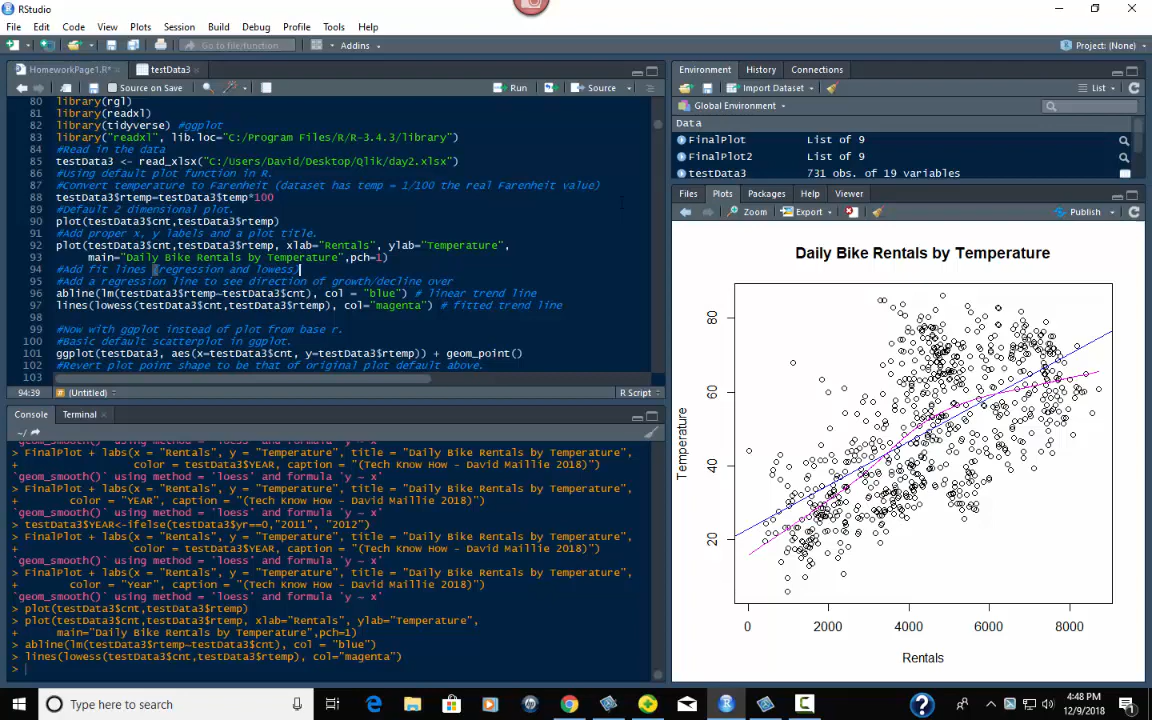 RStudio
File Edit Code View Plots Session Build Debug Profile Tools Help
Go to file/function Addins Project: (None)
HomeworkPage1.R* testData3
Source on Save Run Source
80 library(rgl)
81 library(readxl)
82 library(tidyverse) #ggplot
83 library("readxl", lib.loc="C:/Program Files/R/R-3.4.3/library")
84 #Read in the data
85 testData3 <- read_xlsx("C:/Users/David/Desktop/Qlik/day2.xlsx")
86 #Using default plot function in R.
87 #Convert temperature to Farenheit (dataset has temp = 1/100 the real Farenheit value)
88 testData3$rtemp=testData3$temp*100
89 #Default 2 dimensional plot.
90 plot(testData3$cnt,testData3$rtemp)
91 #Add proper x, y labels and a plot title.
92 plot(testData3$cnt,testData3$rtemp, xlab="Rentals", ylab="Temperature",
93 main="Daily Bike Rentals by Temperature",pch=1)
94 #Add fit lines (regression and lowess)
95 #Add a regression line to see direction of growth/decline over
96 abline(lm(testData3$rtemp~testData3$cnt), col = "blue") # linear trend line
97 lines(lowess(testData3$cnt,testData3$rtemp), col="magenta") # fitted trend line
98
99 #Now with ggplot instead of plot from base r.
100 #Basic default scatterplot in ggplot.
101 ggplot(testData3, aes(x=testData3$cnt, y=testData3$rtemp)) + geom_point()
102 #Revert plot point shape to be that of original plot default above.
103
94:39 (Untitled) R Script
Console Terminal
~/
`geom_smooth()` using method = 'loess' and formula 'y ~ x'
> FinalPlot + labs(x = "Rentals", y = "Temperature", title = "Daily Bike Rentals by Temperature",
+ color = testData3$YEAR, caption = "(Tech Know How - David Maillie 2018)")
`geom_smooth()` using method = 'loess' and formula 'y ~ x'
> FinalPlot + labs(x = "Rentals", y = "Temperature", title = "Daily Bike Rentals by Temperature",
+ color = "YEAR", caption = "(Tech Know How - David Maillie 2018)")
`geom_smooth()` using method = 'loess' and formula 'y ~ x'
> testData3$YEAR<-ifelse(testData3$yr==0,"2011", "2012")
> FinalPlot + labs(x = "Rentals", y = "Temperature", title = "Daily Bike Rentals by Temperature",
+ color = testData3$YEAR, caption = "(Tech Know How - David Maillie 2018)")
`geom_smooth()` using method = 'loess' and formula 'y ~ x'
> FinalPlot + labs(x = "Rentals", y = "Temperature", title = "Daily Bike Rentals by Temperature",
+ color = "Year", caption = "(Tech Know How - David Maillie 2018)")
`geom_smooth()` using method = 'loess' and formula 'y ~ x'
> plot(testData3$cnt,testData3$rtemp)
> plot(testData3$cnt,testData3$rtemp, xlab="Rentals", ylab="Temperature",
+ main="Daily Bike Rentals by Temperature",pch=1)
> abline(lm(testData3$rtemp~testData3$cnt), col = "blue")
> lines(lowess(testData3$cnt,testData3$rtemp), col="magenta")
>
Environment History Connections
Import Dataset List
Global Environment
Data
FinalPlot List of 9
FinalPlot2 List of 9
testData3 731 obs. of 19 variables
Files Plots Packages Help Viewer
Zoom Export Publish
Daily Bike Rentals by Temperature
80
60
40
20
Temperature
0 2000 4000 6000 8000
Rentals
Type here to search
4:48 PM
12/9/2018